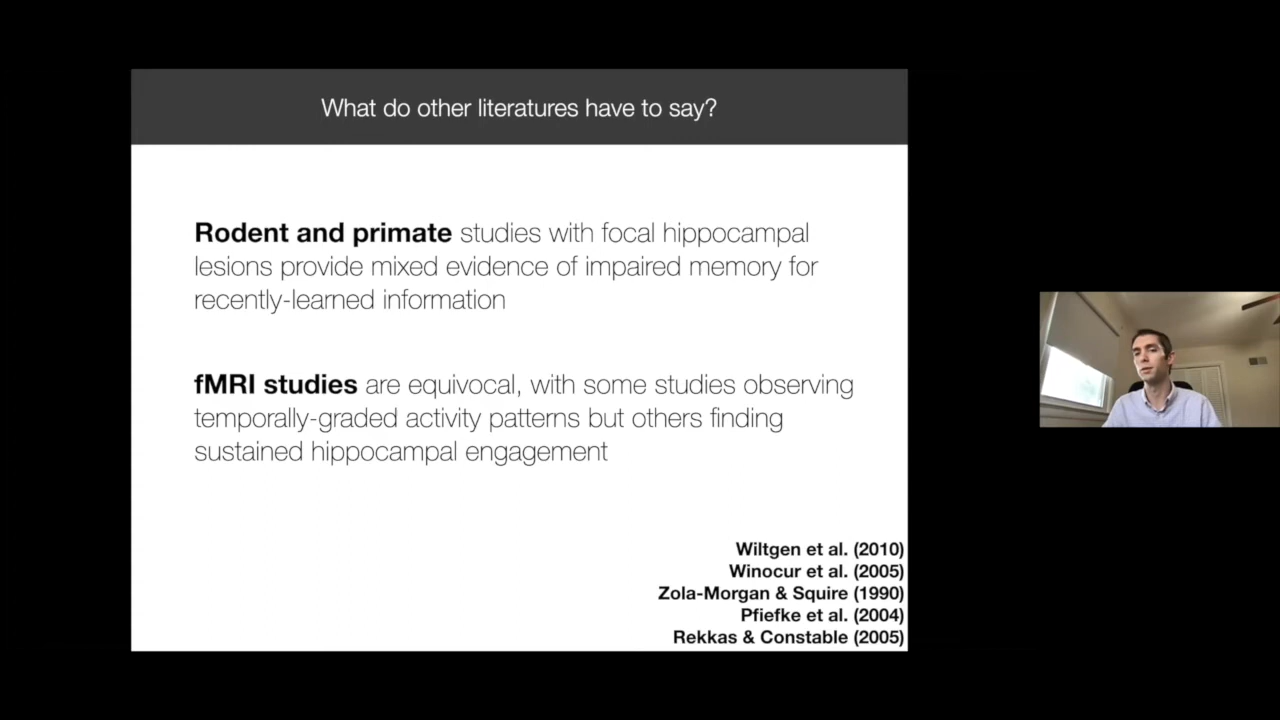 What do other literatures have to say?
Rodent and primate studies with focal hippocampal
lesions provide mixed evidence of impaired memory for
recently-learned information
fMRI studies are equivocal, with some studies observing
temporally-graded activity patterns but others finding
sustained hippocampal engagement
Wiltgen et al. (2010)
Winocur et al. (2005)
Zola-Morgan & Squire (1990)
Pfiefke et al. (2004)
Rekkas & Constable (2005)